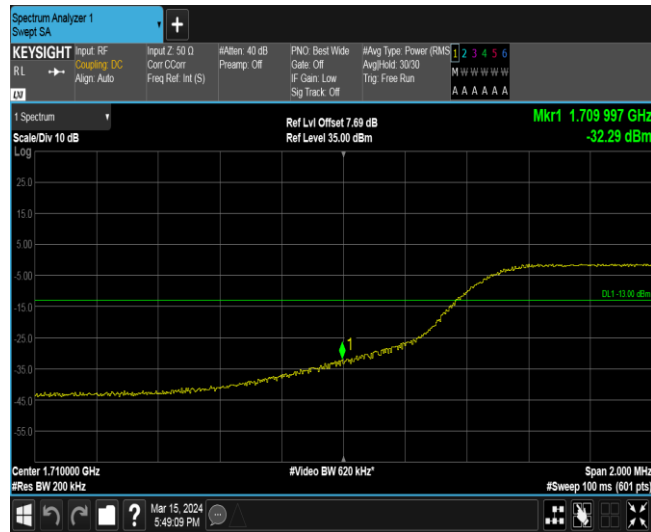 Spectrum Analyzer 1
Swept SA
+
KEYSIGHT Input: RF Input Z: 50 Ω #Atten: 40 dB PNO: Best Wide #Avg Type: Power (RMS 1 2 3 4 5 6
RL Coupling: DC Corr CCorr Preamp: Off Gate: Off Avg|Hold: 30/30 M W W W W W
Align: Auto Freq Ref: Int (S) IF Gain: Low Trig: Free Run
LXI Sig Track: Off A A A A A A
1 Spectrum Ref Lvl Offset 7.69 dB Mkr1 1.709 997 GHz
Scale/Div 10 dB Ref Level 35.00 dBm -32.29 dBm
Log
25.0
15.0
5.00
-5.00
DL1 -13.00 dBm
-15.0
-25.0
1
-35.0
-45.0
-55.0
Center 1.710000 GHz #Video BW 620 kHz* Span 2.000 MHz
#Res BW 200 kHz #Sweep 100 ms (601 pts)
? Mar 15, 2024
5:49:09 PM